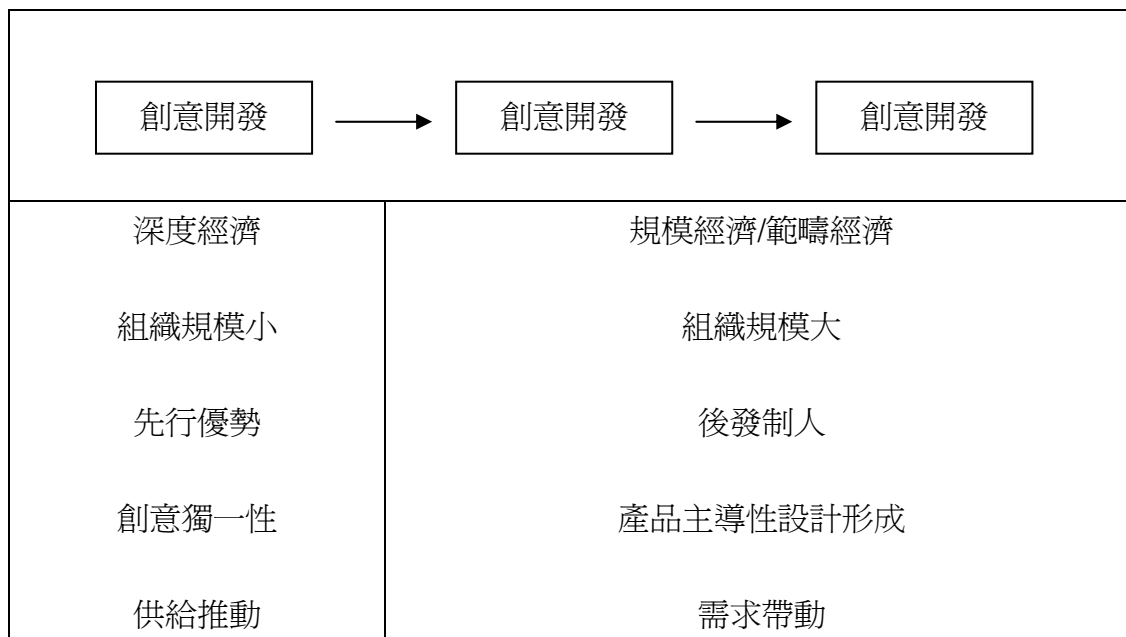 創意開發 創意開發 創意開發
深度經濟 規模經濟/範疇經濟
組織規模小 組織規模大
先行優勢 後發制人
創意獨一性 產品主導性設計形成
供給推動 需求帶動